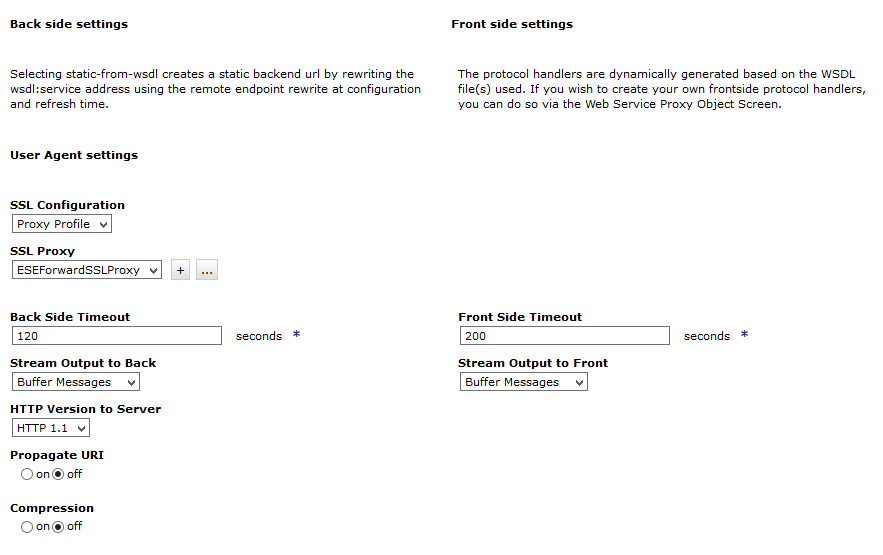 Back side settings
Front side settings
Selecting static-from-wsdl creates a static backend url by rewriting the
wsdl:service address using the remote endpoint rewrite at configuration
and refresh time.
The protocol handlers are dynamically generated based on the WSDL
file(s) used. If you wish to create your own frontside protocol handlers,
you can do so via the Web Service Proxy Object Screen.
User Agent settings
SSL Configuration
Proxy Profile
SSL Proxy
ESEForwardSSLProxy + ...
Back Side Timeout
120 seconds *
Front Side Timeout
200 seconds *
Stream Output to Back
Buffer Messages
Stream Output to Front
Buffer Messages
HTTP Version to Server
HTTP 1.1
Propagate URI
on off
Compression
on off